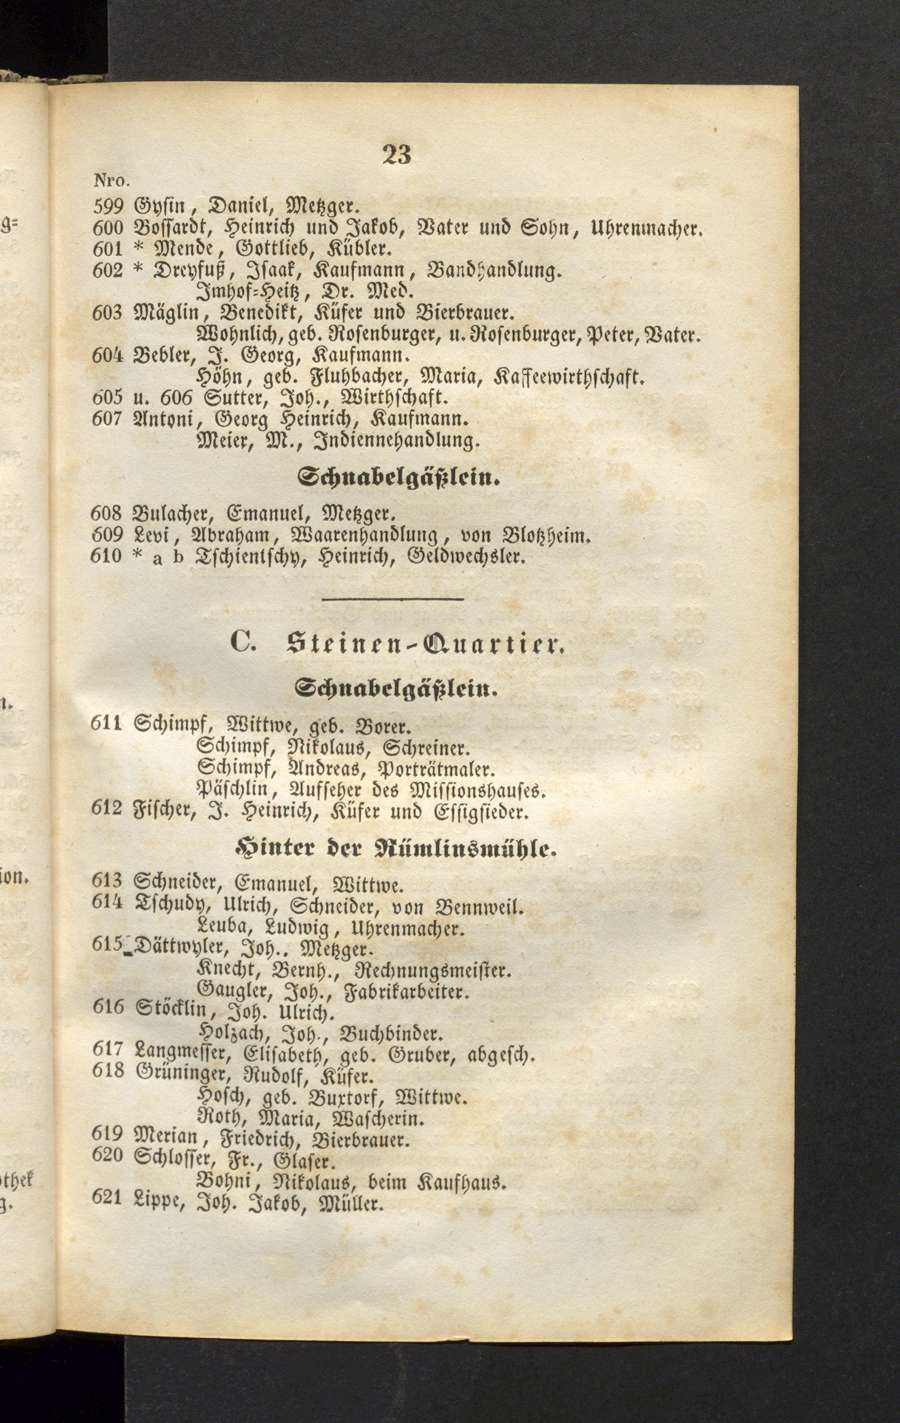 23
Nro.
599 Gysin, Daniel, Metzger.
600 Bossardt, Heinrich und Jakob, Vater und Sohn, Uhrenmacher.
601 * Mende, Gottlieb, Kübler.
602 * Dreyfuß, Isaak, Kaufmann, Bandhandlung.
Imhof-Heitz, Dr. Med.
603 Mäglin, Benedikt, Küfer und Bierbrauer.
Wohnlich, geb. Rosenburger, u. Rosenburger, Peter, Vater.
604 Bebler, J. Georg, Kaufmann.
Höhn, geb. Fluhbacher, Maria, Kaffeewirthschaft.
605 u. 606 Sutter, Joh., Wirthschaft.
607 Antoni, Georg Heinrich, Kaufmann.
Meier, M., Indiennehandlung.
Schnabelgäßlein.
608 Bulacher, Emanuel, Metzger.
609 Levi, Abraham, Waarenhandlung, von Blotzheim.
610 * a b Tschientschy, Heinrich, Geldwechsler.
C. Steinen-Quartier.
Schnabelgäßlein.
611 Schimpf, Wittwe, geb. Borer.
Schimpf, Nikolaus, Schreiner.
Schimpf, Andreas, Porträtmaler.
Päschlin, Aufseher des Missionshauses.
612 Fischer, J. Heinrich, Küfer und Essigsieder.
Hinter der Rümlinsmühle.
613 Schneider, Emanuel, Wittwe.
614 Tschudy, Ulrich, Schneider, von Bennweil.
Leuba, Ludwig, Uhrenmacher.
615 Dättwyler, Joh., Metzger.
Knecht, Bernh., Rechnungsmeister.
Gaugler, Joh., Fabrikarbeiter.
616 Stöcklin, Joh. Ulrich.
Holzach, Joh., Buchbinder.
617 Langmesser, Elisabeth, geb. Gruber, abgesch.
618 Grüninger, Rudolf, Küfer.
Hosch, geb. Buxtorf, Wittwe.
Roth, Maria, Wascherin.
619 Merian, Friedrich, Bierbrauer.
620 Schlosser, Fr., Glaser.
Bohni, Nikolaus, beim Kaufhaus.
621 Lippe, Joh. Jakob, Müller.